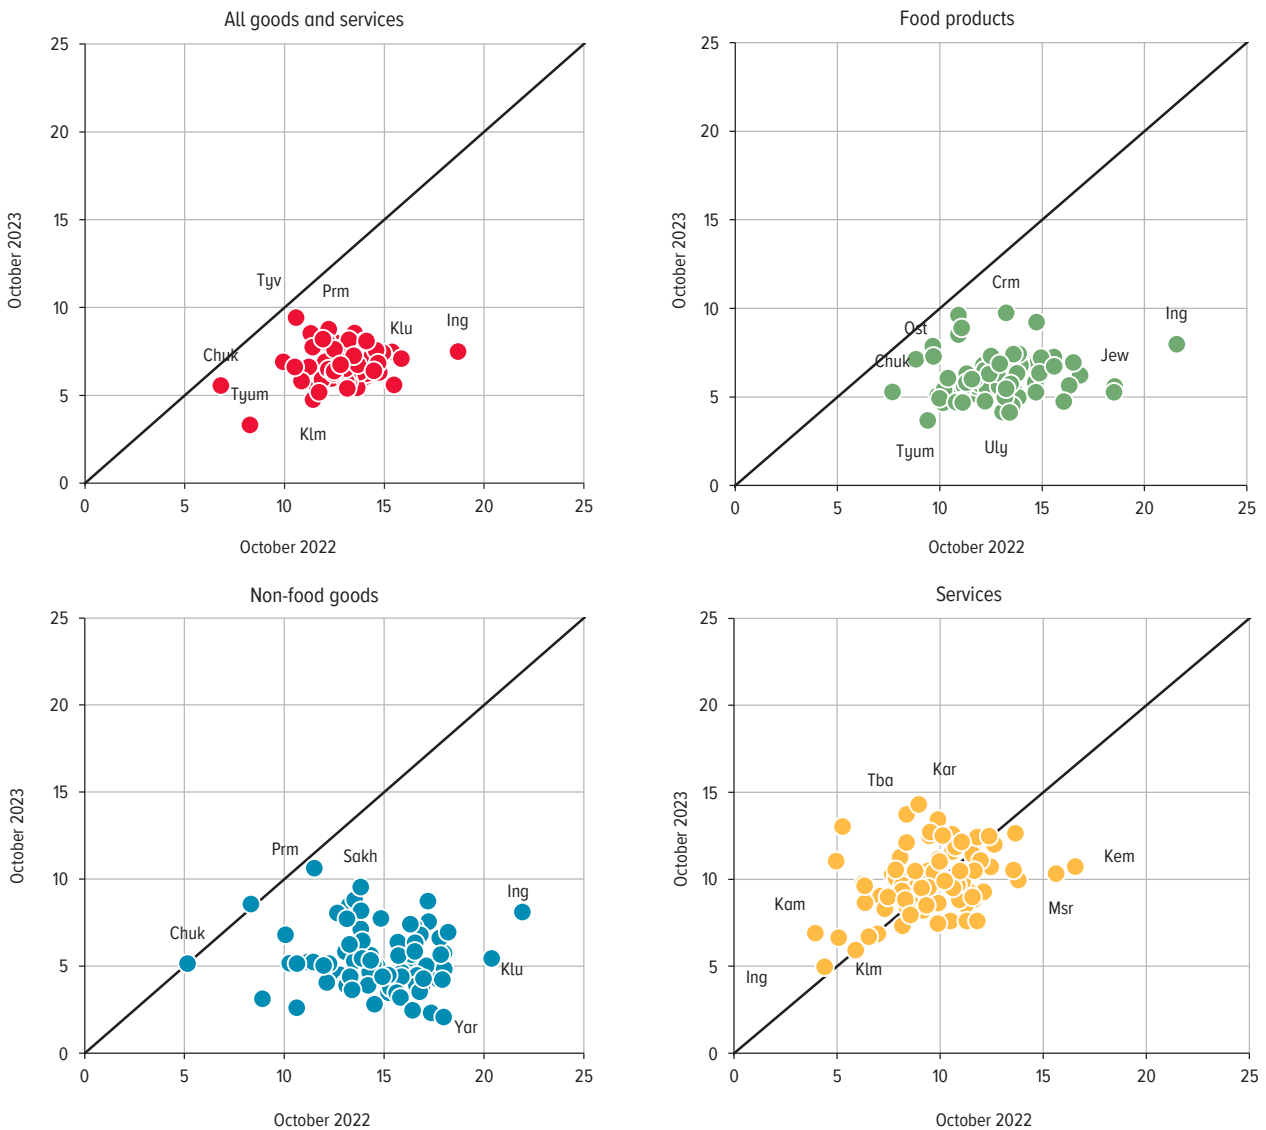 All goods and services
25
20
15
10
5
0
0
5
10
15
20
25
October 2023
October 2022
Tyv
Prm
Chuk
Klu
Ing
Tyum
Klm
Food products
25
20
15
10
5
0
0
5
10
15
20
25
October 2023
October 2022
Crm
Ost
Ing
Chuk
Jew
Tyum
Uly
Non-food goods
25
20
15
10
5
0
0
5
10
15
20
25
October 2023
October 2022
Prm
Sakh
Ing
Chuk
Klu
Yar
Services
25
20
15
10
5
0
0
5
10
15
20
25
October 2023
October 2022
Tba
Kar
Kem
Kam
Msr
Ing
Klm